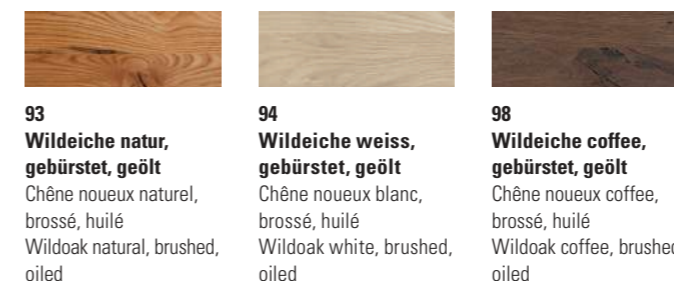 93
Wildeiche natur,
gebürstet, geölt
Chêne noueux naturel,
brossé, huilé
Wildoak natural, brushed,
oiled
94
Wildeiche weiss,
gebürstet, geölt
Chêne noueux blanc,
brossé, huilé
Wildoak white, brushed,
oiled
98
Wildeiche coffee,
gebürstet, geölt
Chêne noueux coffee,
brossé, huilé
Wildoak coffee, brushed
oiled